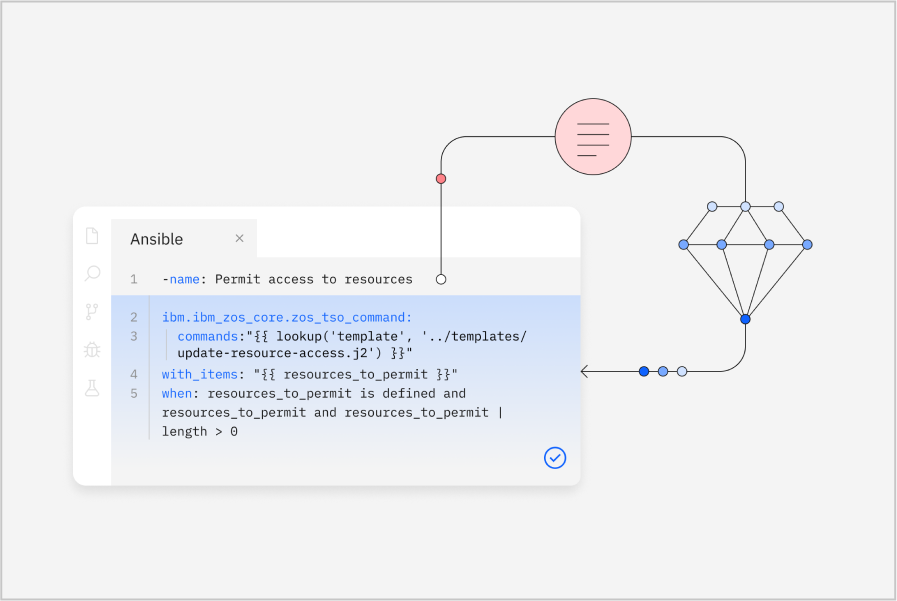 Ansible ×
1 -name: Permit access to resources
2 ibm.ibm_zos_core.zos_tso_command:
3 commands:"{{ lookup('template', '../templates/
update-resource-access.j2') }}"
4 with_items: "{{ resources_to_permit }}"
5 when: resources_to_permit is defined and
resources_to_permit and resources_to_permit |
length > 0